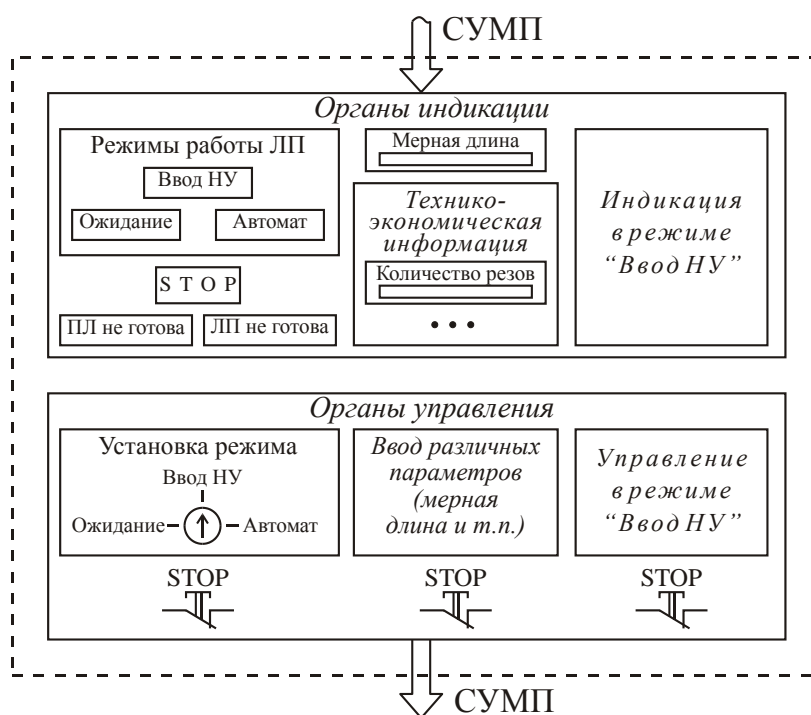 СУМП
Органы индикации
Режимы работы ЛП
Ввод НУ
Ожидание
Автомат
STOP
ПЛ не готова
ЛП не готова
Мерная длина
Технико-
экономическая
информация
Количество резов
• • •
Индикация
в режиме
“Ввод НУ”
Органы управления
Установка режима
Ввод НУ
Ожидание
Автомат
Ввод различных
параметров
(мерная
длина и т.п.)
Управление
в режиме
“Ввод НУ”
STOP
STOP
STOP
СУМП